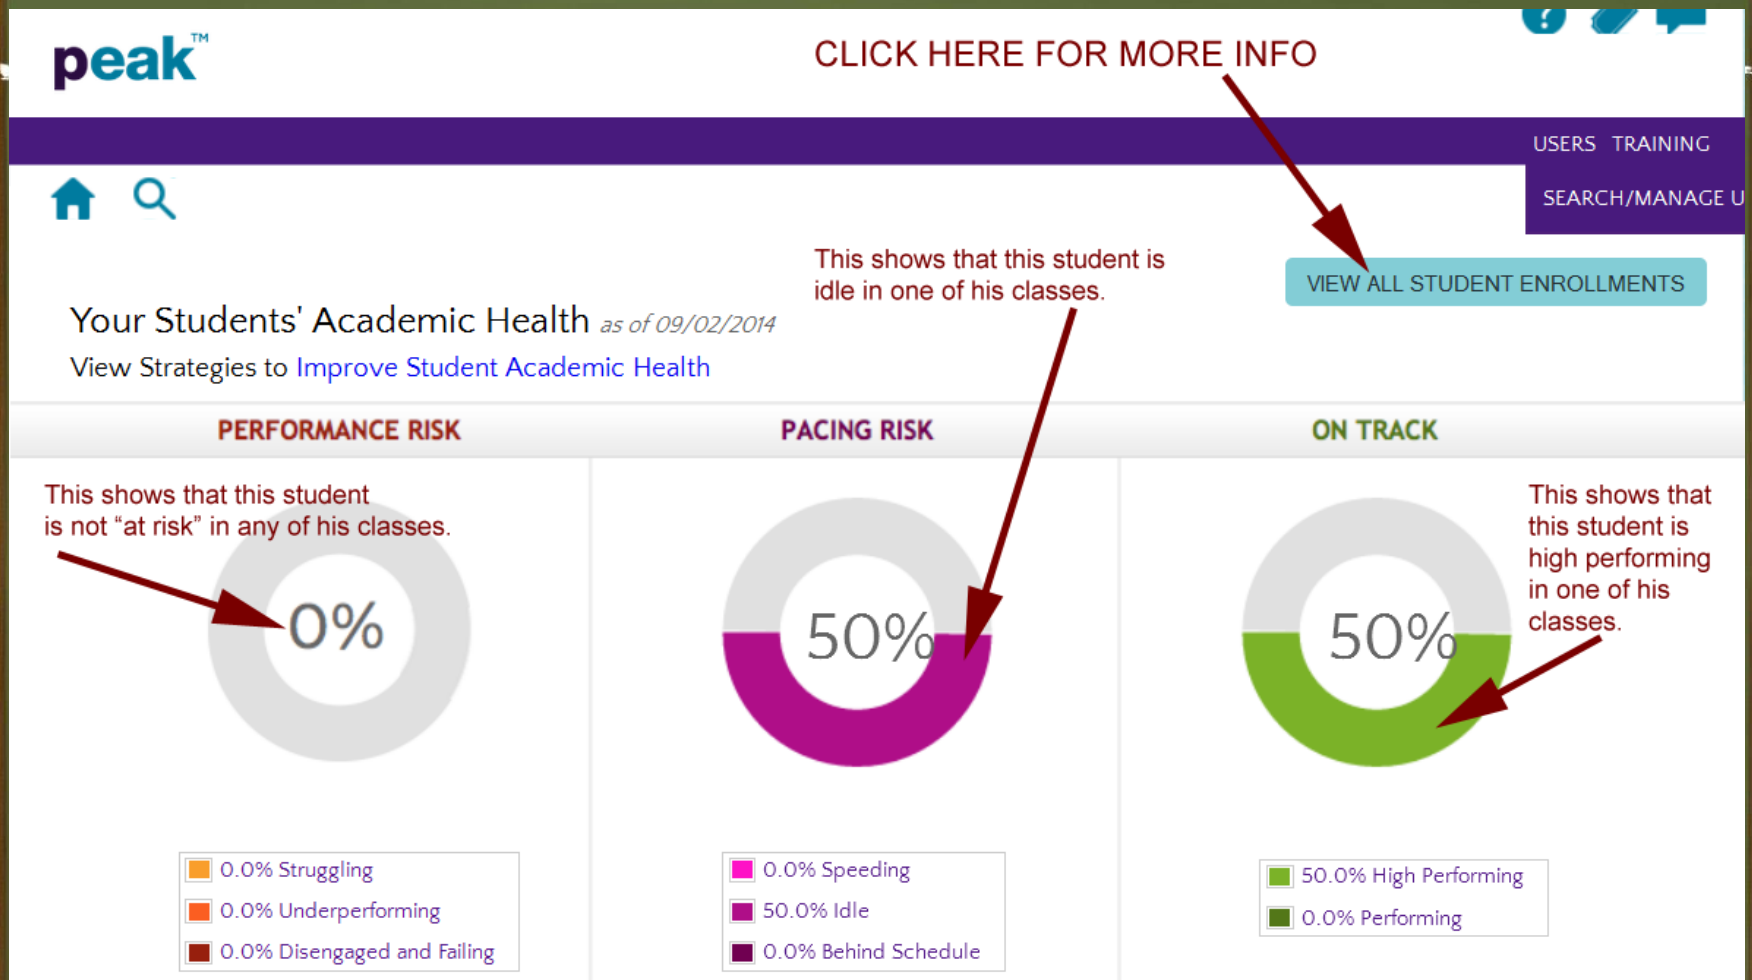 peak™
CLICK HERE FOR MORE INFO
?
USERS TRAINING
SEARCH/MANAGE U
This shows that this student is
idle in one of his classes.
VIEW ALL STUDENT ENROLLMENTS
Your Students' Academic Health as of 09/02/2014
View Strategies to Improve Student Academic Health
PERFORMANCE RISK
PACING RISK
ON TRACK
This shows that this student
is not “at risk” in any of his classes.
0%
50%
50%
This shows that
this student is
high performing
in one of his
classes.
0.0% Struggling
0.0% Underperforming
0.0% Disengaged and Failing
0.0% Speeding
50.0% Idle
0.0% Behind Schedule
50.0% High Performing
0.0% Performing